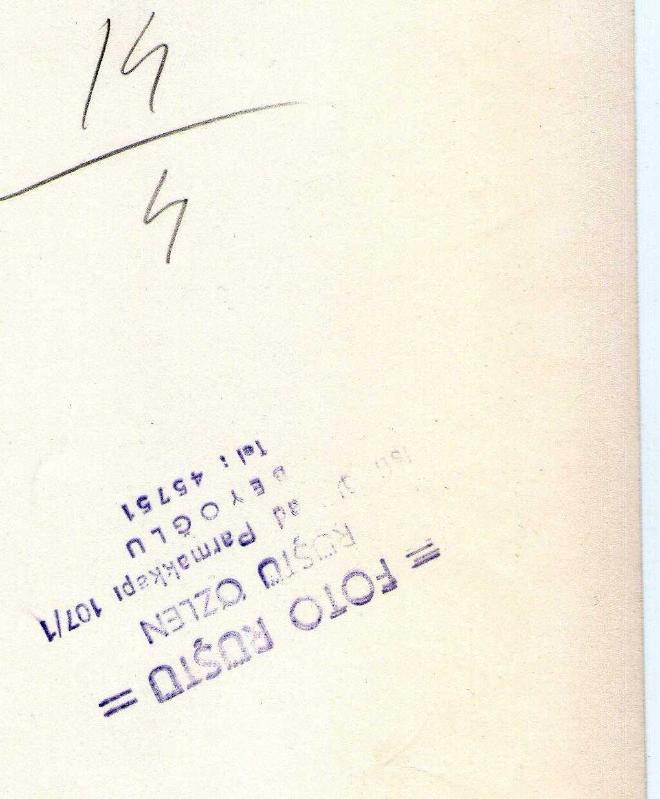 14
4
= FOTO RÜŞTÜ =
RÜŞTÜ ÖZLEN
Parmakkapı 107/1
BEYOĞLU
Tel: 45751